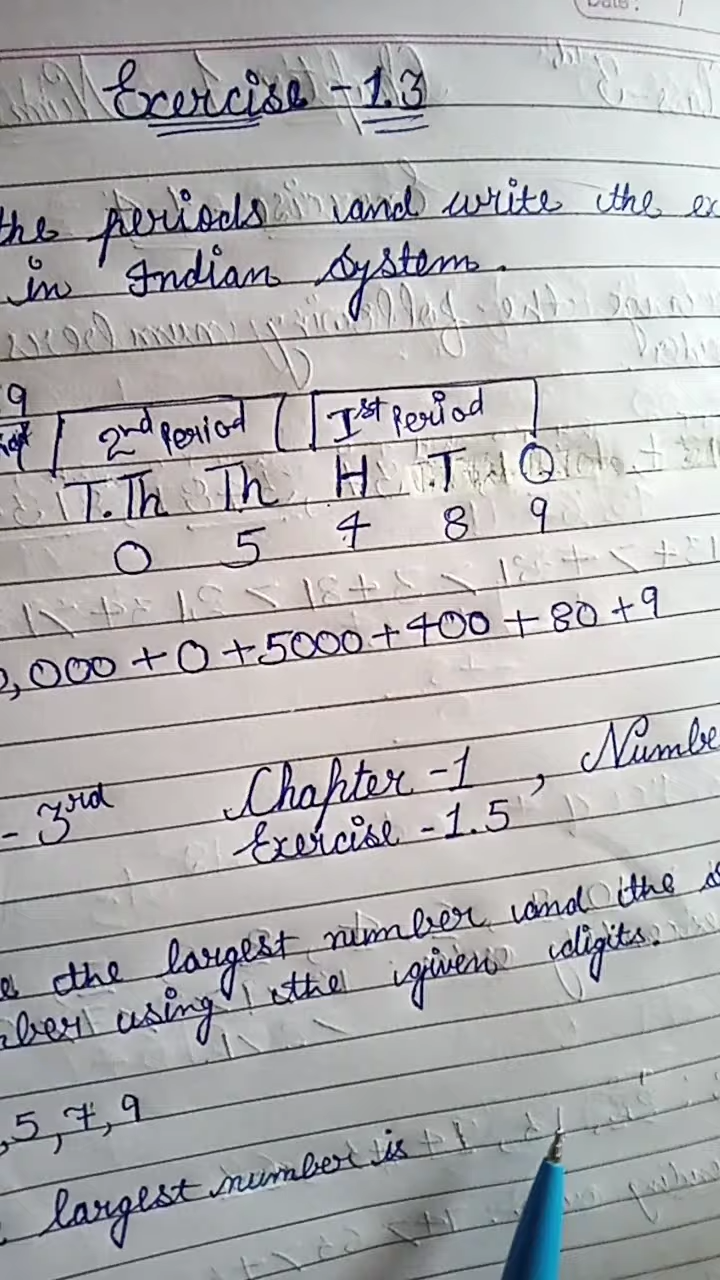 Exercise - 1.3
the periods and write the
in Indian System.
9
2nd Period Ist Period
T.Th Th H T O
0 5 4 8 9
,000 + 0 + 5000 + 400 + 80 + 9
- 3rd Chapter - 1 , Numbe
Exercise - 1.5
the largest number and the
using the given digits.
, 5, 7, 9
largest number is